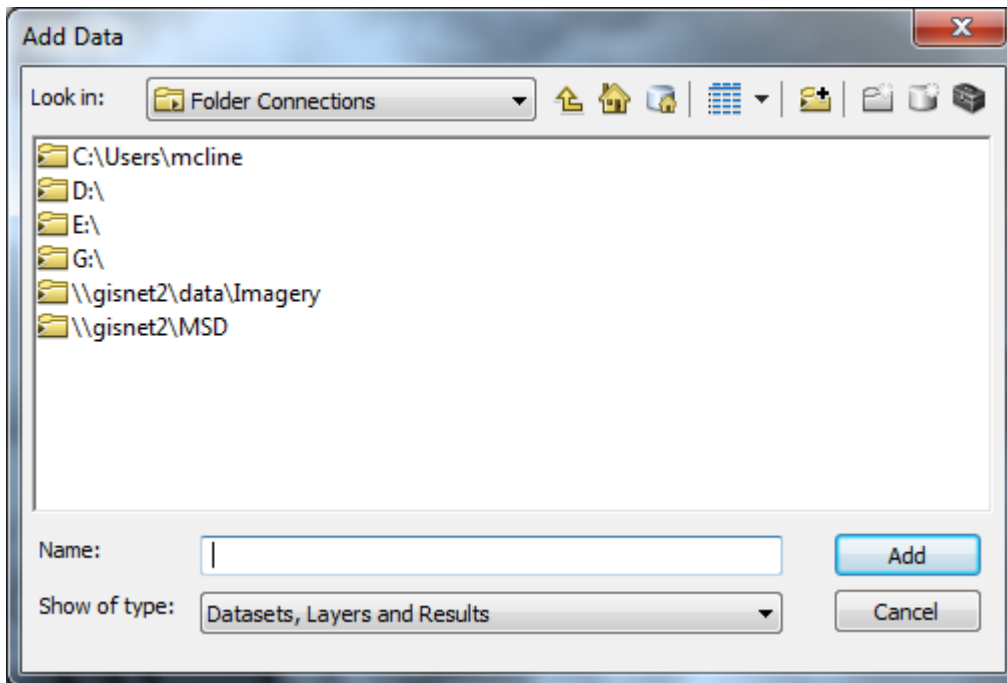 Add Data
Look in: Folder Connections
C:\Users\mcline
D:\
E:\
G:\
\\gisnet2\data\Imagery
\\gisnet2\MSD
Name: Add
Show of type: Datasets, Layers and Results Cancel